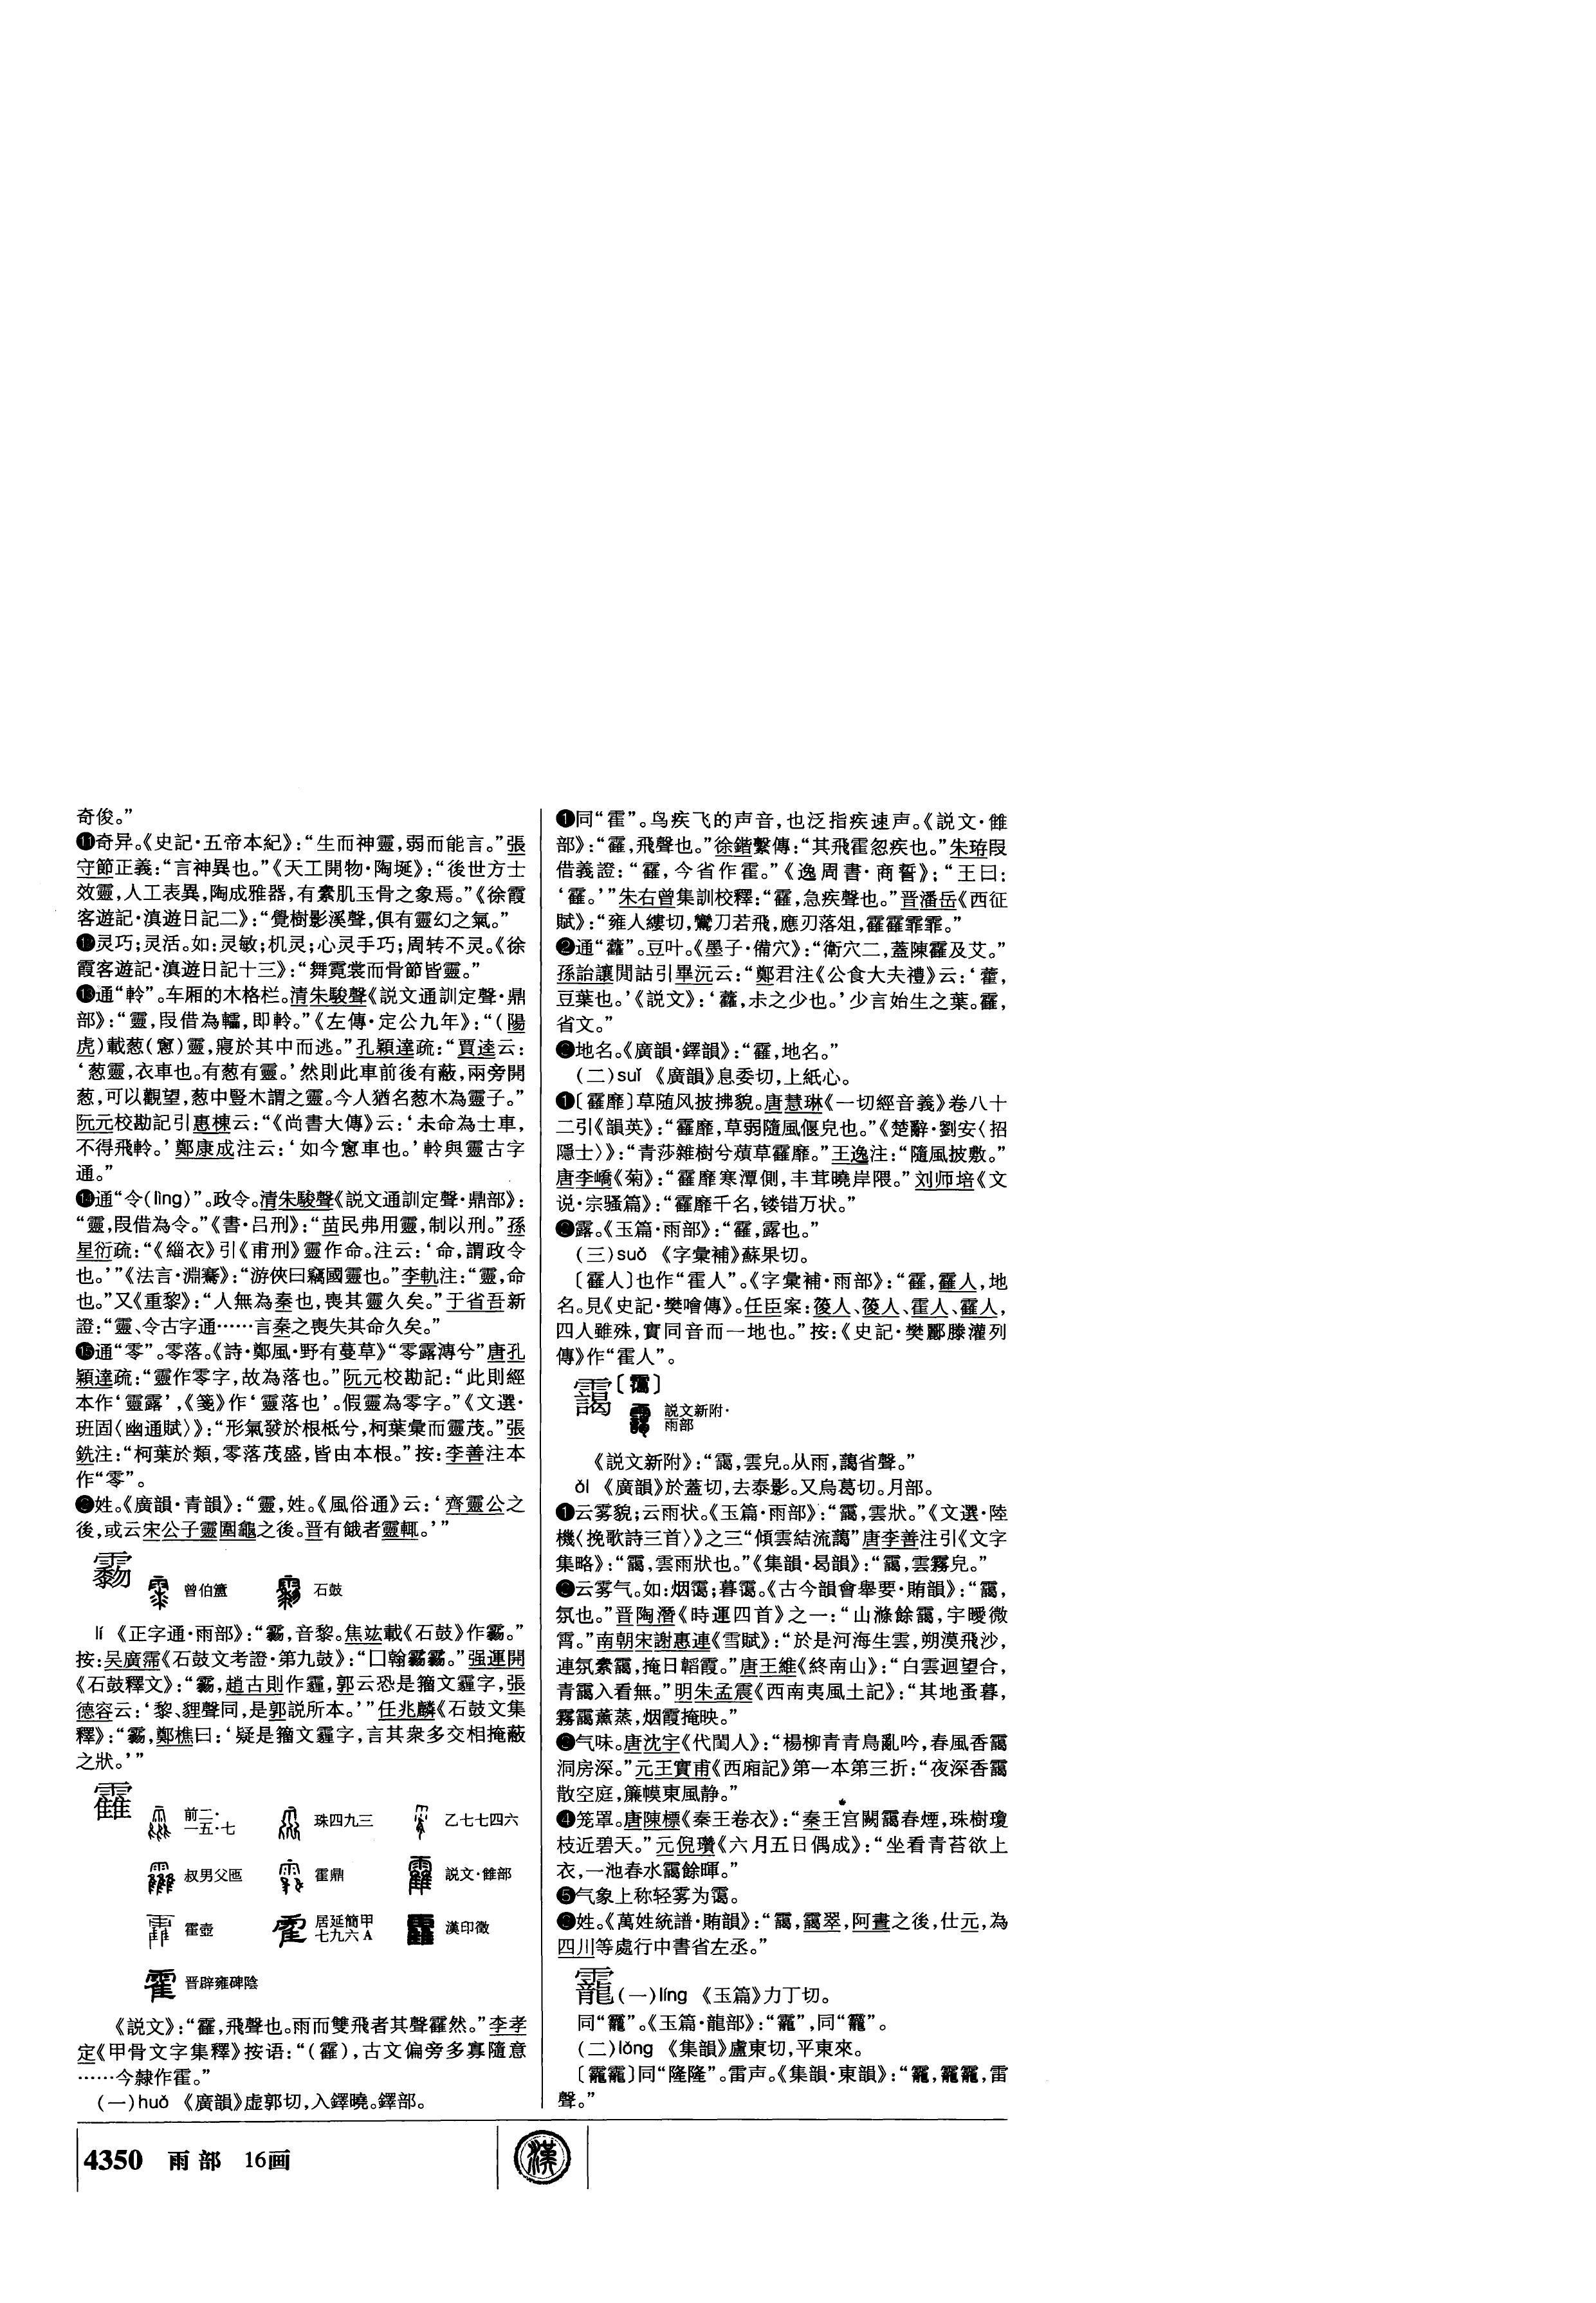 奇俊。”
⓫奇异。《史記·五帝本紀》：“生而神靈，弱而能言。”張
守節正義：“言神異也。”《天工開物·陶埏》：“後世方士
效靈，人工表異，陶成雅器，有素肌玉骨之象焉。”《徐霞
客遊記·滇遊日記二》：“覺樹影溪聲，俱有靈幻之氣。”
⓬灵巧；灵活。如：灵敏；机灵；心灵手巧；周转不灵。《徐
霞客遊記·滇遊日記十三》：“舞霓裳而骨節皆靈。”
⓭通“軨”。车厢的木格栏。清朱駿聲《説文通訓定聲·鼎
部》：“靈，叚借為轜，即軨。”《左傳·定公九年》：“（陽
虎）載葱（窻）靈，寢於其中而逃。”孔穎達疏：“賈逵云：
‘葱靈，衣車也。有葱有靈。’然則此車前後有蔽，兩旁開
葱，可以觀望，葱中豎木謂之靈。今人猶名葱木為靈子。”
阮元校勘記引惠棟云：“《尚書大傳》云：‘未命為士車，
不得飛軨。’鄭康成注云：‘如今窻車也。’軨與靈古字
通。”
⓮通“令（lìng）”。政令。清朱駿聲《説文通訓定聲·鼎部》：
“靈，叚借為令。”《書·吕刑》：“苗民弗用靈，制以刑。”孫
星衍疏：“《緇衣》引《甫刑》靈作命。注云：‘命，謂政令
也。’”《法言·淵騫》：“游俠曰竊國靈也。”李軌注：“靈，命
也。”又《重黎》：“人無為秦也，喪其靈久矣。”于省吾新
證：“靈、令古字通……言秦之喪失其命久矣。”
⓯通“零”。零落。《詩·鄭風·野有蔓草》“零露漙兮”唐孔
穎達疏：“靈作零字，故為落也。”阮元校勘記：“此則經
本作‘靈露’，《箋》作‘靈落也’。假靈為零字。”《文選·
班固〈幽通賦〉》：“形氣發於根柢兮，柯葉彙而靈茂。”張
銑注：“柯葉於類，零落茂盛，皆由本根。”按：李善注本
作“零”。
⓰姓。《廣韻·青韻》：“靈，姓。《風俗通》云：‘齊靈公之
後，或云宋公子靈圍龜之後。晋有餓者靈輒。’”
曾伯簠 石鼓
lí 《正字通·雨部》：“䨛，音黎。焦竑載《石鼓》作䨛。”
按：吴廣霈《石鼓文考證·第九鼓》：“囗翰䨛䨛。”强運開
《石鼓釋文》：“䨛，趙古則作霾，郭云恐是籀文霾字，張
德容云：‘黎、貍聲同，是郭説所本。’”任兆麟《石鼓文集
釋》：“䨛，鄭樵曰：‘疑是籀文霾字，言其衆多交相掩蔽
之狀。’”
靃
前二·一五·七 珠四九三 乙七七四六
叔男父匜 霍鼎 説文·雔部
霍壺 居延簡甲七九六A 漢印徵
晋辟雍碑陰
《説文》：“靃，飛聲也。雨而雙飛者其聲靃然。”李孝
定《甲骨文字集釋》按语：“（靃），古文偏旁多寡隨意
……今隸作霍。”
（一）huò 《廣韻》虚郭切，入鐸曉。鐸部。
❶同“霍”。鸟疾飞的声音，也泛指疾速声。《説文·雔
部》：“靃，飛聲也。”徐鍇繫傳：“其飛霍忽疾也。”朱珔叚
借義證：“靃，今省作霍。”《逸周書·商誓》：“王曰：
‘靃。’”朱右曾集訓校釋：“靃，急疾聲也。”晋潘岳《西征
賦》：“雍人縷切，鸞刀若飛，應刃落俎，靃靃霏霏。”
❷通“藿”。豆叶。《墨子·備穴》：“衛穴二，蓋陳靃及艾。”
孫詒讓閒詁引畢沅云：“鄭君注《公食大夫禮》云：‘藿，
豆葉也。’《説文》：‘虇，尗之少也。’少言始生之葉。靃，
省文。”
❸地名。《廣韻·鐸韻》：“靃，地名。”
（二）suǐ 《廣韻》息委切，上紙心。
❶〔靃靡〕草随风披拂貌。唐慧琳《一切經音義》卷八十
二引《韻英》：“靃靡，草弱隨風偃皃也。”《楚辭·劉安〈招
隱士〉》：“青莎雜樹兮薠草靃靡。”王逸注：“隨風披敷。”
唐李嶠《菊》：“靃靡寒潭側，丰茸曉岸隈。”刘师培《文
说·宗骚篇》：“靃靡千名，镂错万状。”
❷露。《玉篇·雨部》：“靃，露也。”
（三）suǒ 《字彙補》蘇果切。
〔靃人〕也作“霍人”。《字彙補·雨部》：“靃，靃人，地
名。見《史記·樊噲傳》。任臣案：葰人、葰人、霍人、靃人，
四人雖殊，實同音而一地也。”按：《史記·樊酈滕灌列
傳》作“霍人”。
靄〔霭〕
説文新附·雨部
《説文新附》：“靄，雲皃。从雨，藹省聲。”
ǎi 《廣韻》於蓋切，去泰影。又烏葛切。月部。
❶云雾貌；云雨状。《玉篇·雨部》：“靄，雲狀。”《文選·陸
機〈挽歌詩三首〉》之三“傾雲結流藹”唐李善注引《文字
集略》：“靄，雲雨狀也。”《集韻·曷韻》：“靄，雲霧皃。”
❷云雾气。如：烟霭；暮霭。《古今韻會舉要·賄韻》：“靄，
氛也。”晋陶潛《時運四首》之一：“山滌餘靄，宇曖微
霄。”南朝宋謝惠連《雪賦》：“於是河海生雲，朔漠飛沙，
連氛累靄，掩日韜霞。”唐王維《終南山》：“白雲迴望合，
青靄入看無。”明朱孟震《西南夷風土記》：“其地蚤暮，
霧靄薰蒸，烟霞掩映。”
❸气味。唐沈宇《代閨人》：“楊柳青青鳥亂吟，春風香靄
洞房深。”元王實甫《西廂記》第一本第三折：“夜深香靄
散空庭，簾幙東風静。”
❹笼罩。唐陳標《秦王卷衣》：“秦王宫闕靄春煙，珠樹瓊
枝近碧天。”元倪瓚《六月五日偶成》：“坐看青苔欲上
衣，一池春水靄餘暉。”
❺气象上称轻雾为霭。
❻姓。《萬姓統譜·賄韻》：“靄，靄翠，阿晝之後，仕元，為
四川等處行中書省左丞。”
靇（一）líng 《玉篇》力丁切。
同“龗”。《玉篇·龍部》：“靇”，同“龗”。
（二）lóng 《集韻》盧東切，平東來。
〔靇靇〕同“隆隆”。雷声。《集韻·東韻》：“靇，靇靇，雷
聲。”
4350 雨部 16画
漢